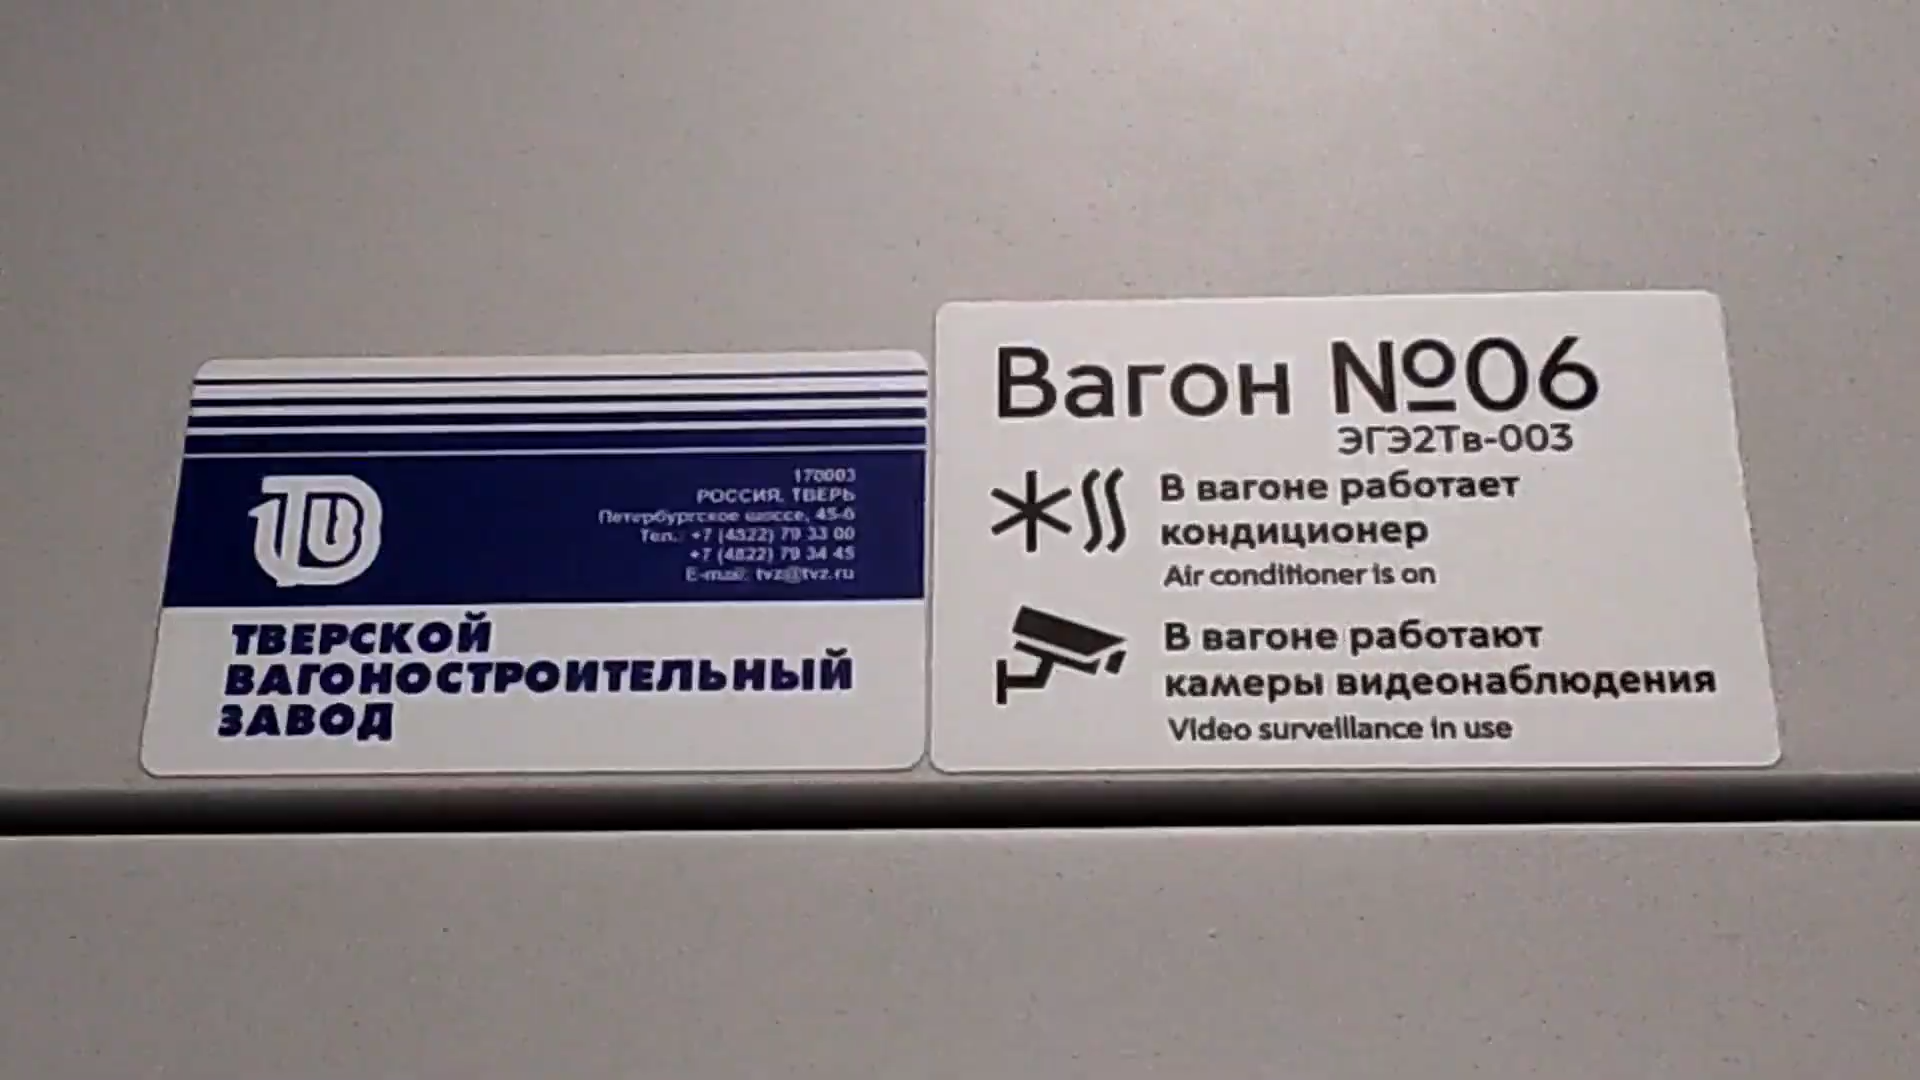 170003
РОССИЯ, ТВЕРЬ
Петербургское шоссе, 45-б
Тел.: +7 (4822) 79 33 00
+7 (4822) 79 34 45
E-mail: tvz@tvz.ru
ТВЕРСКОЙ
ВАГОНОСТРОИТЕЛЬНЫЙ
ЗАВОД
Вагон №06
ЭГЭ2Тв-003
В вагоне работает
кондиционер
Air conditioner is on
В вагоне работают
камеры видеонаблюдения
Video surveillance in use